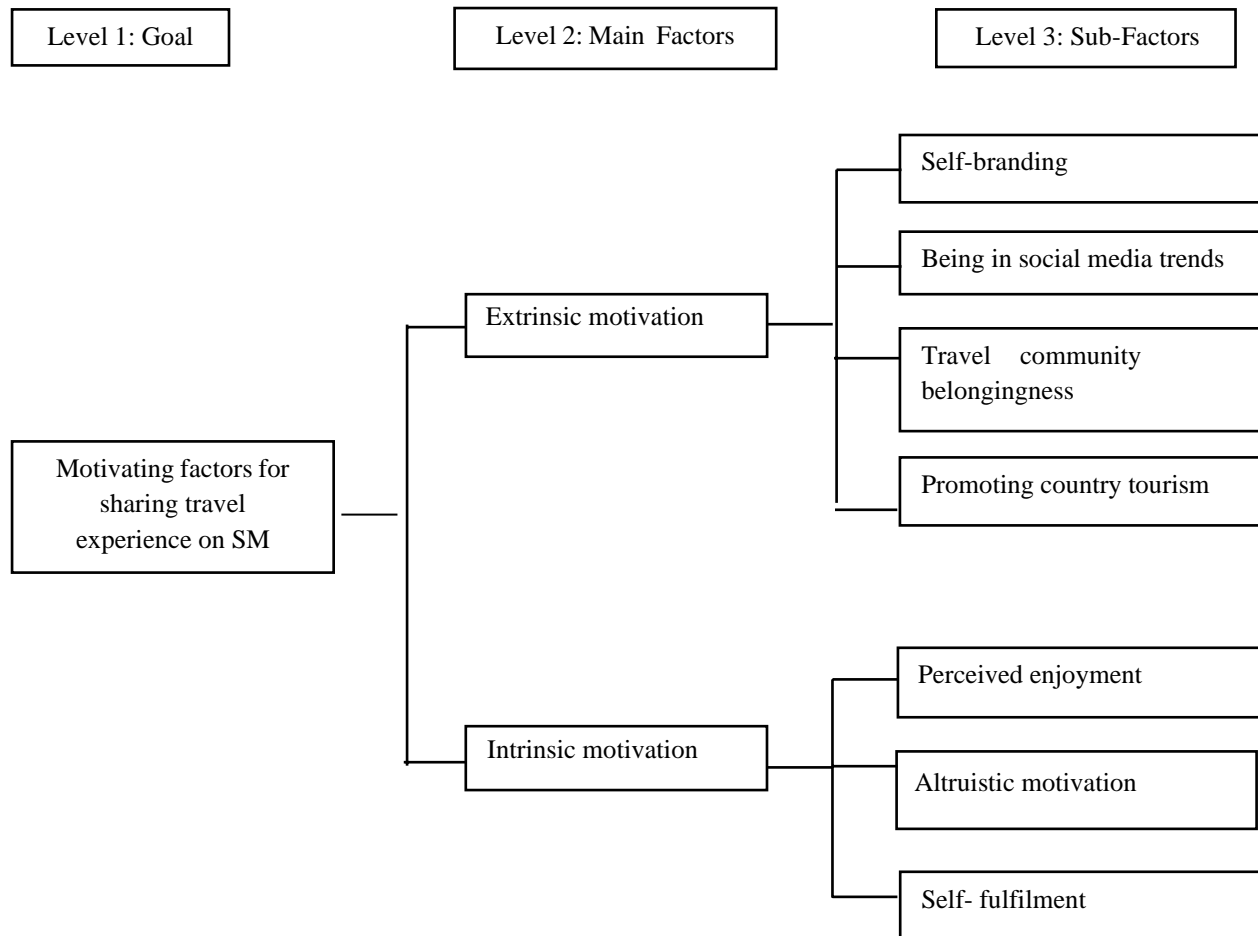 Level 1: Goal
Level 2: Main Factors
Level 3: Sub-Factors
Self-branding
Being in social media trends
Extrinsic motivation
Travel community
belongingness
Motivating factors for
sharing travel
experience on SM
Promoting country tourism
Perceived enjoyment
Intrinsic motivation
Altruistic motivation
Self- fulfilment